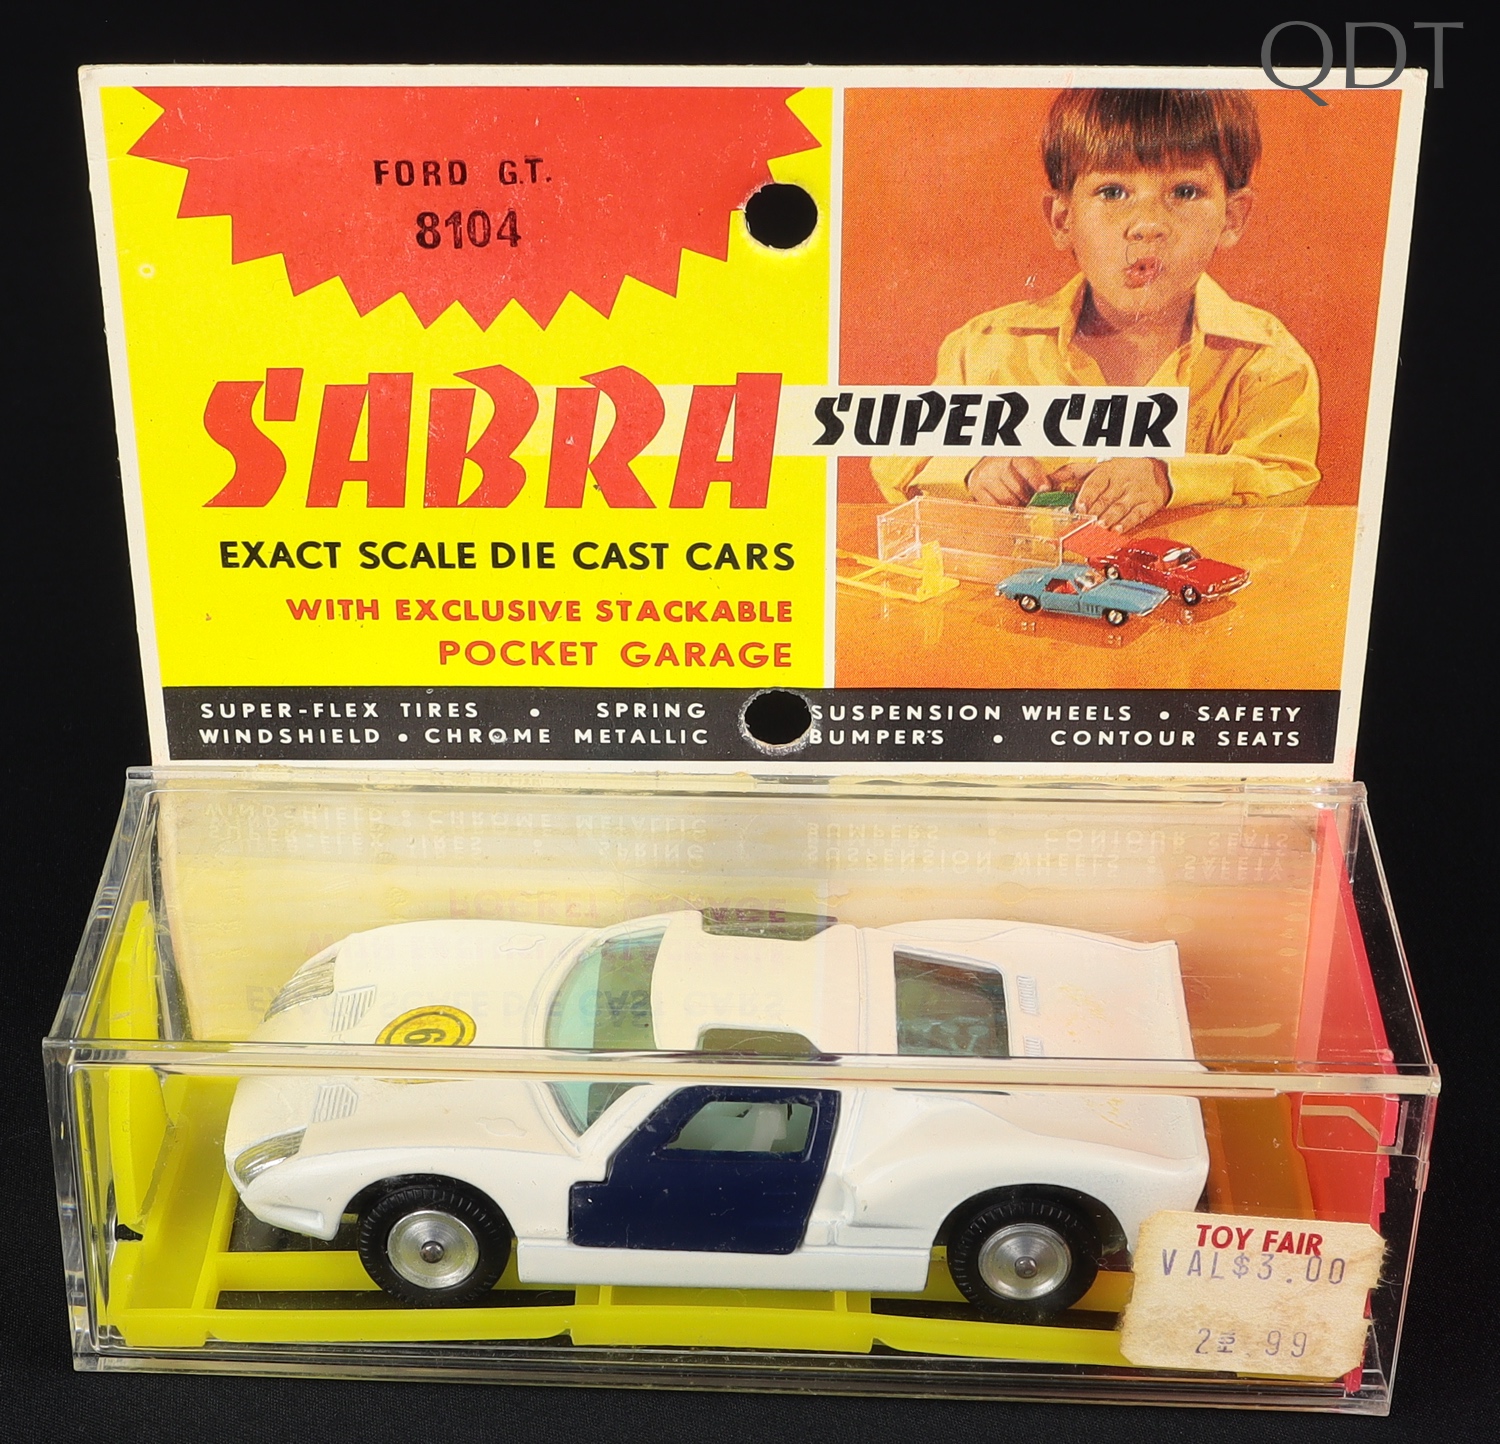 QDT
FORD G.T.
8104
SABRA
SUPER CAR
EXACT SCALE DIE CAST CARS
WITH EXCLUSIVE STACKABLE
POCKET GARAGE
SUPER-FLEX TIRES • SPRING SUSPENSION WHEELS • SAFETY
WINDSHIELD • CHROME METALLIC BUMPERS • CONTOUR SEATS
6
TOY FAIR
VAL$3.00